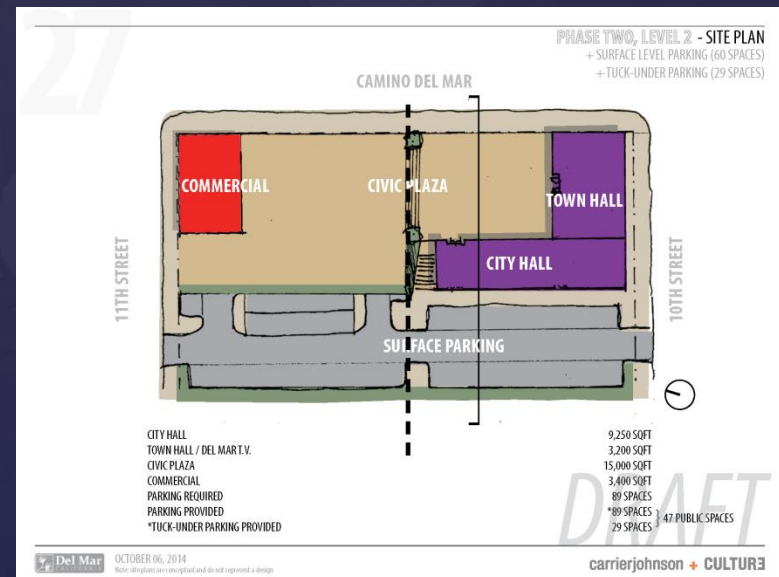 27
PHASE TWO, LEVEL 2 - SITE PLAN
+ SURFACE LEVEL PARKING (60 SPACES)
+ TUCK-UNDER PARKING (29 SPACES)
CAMINO DEL MAR
COMMERCIAL
CIVIC PLAZA
TOWN HALL
CITY HALL
11TH STREET
10TH STREET
SURFACE PARKING
CITY HALL 9,250 SQFT
TOWN HALL / DEL MAR T.V. 3,200 SQFT
CIVIC PLAZA 15,000 SQFT
COMMERCIAL 3,400 SQFT
PARKING REQUIRED 89 SPACES
PARKING PROVIDED *89 SPACES
*TUCK-UNDER PARKING PROVIDED 29 SPACES
47 PUBLIC SPACES
DRAFT
Del Mar
CALIFORNIA
OCTOBER 06, 2014
Note: site plans are conceptual and do not represent a design
carrierjohnson + CULTUR3